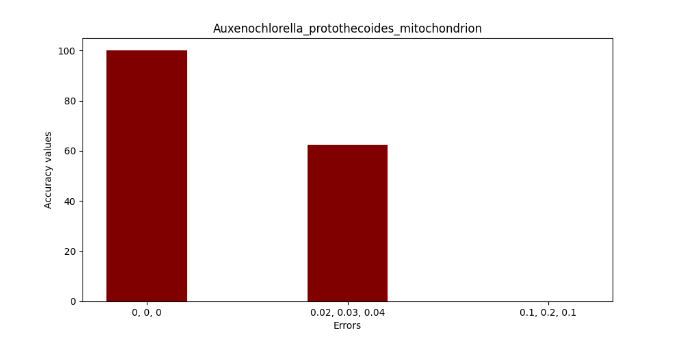 Auxenochlorella_protothecoides_mitochondrion
Accuracy values
100
80
60
40
20
0
0, 0, 0
0.02, 0.03, 0.04
0.1, 0.2, 0.1
Errors